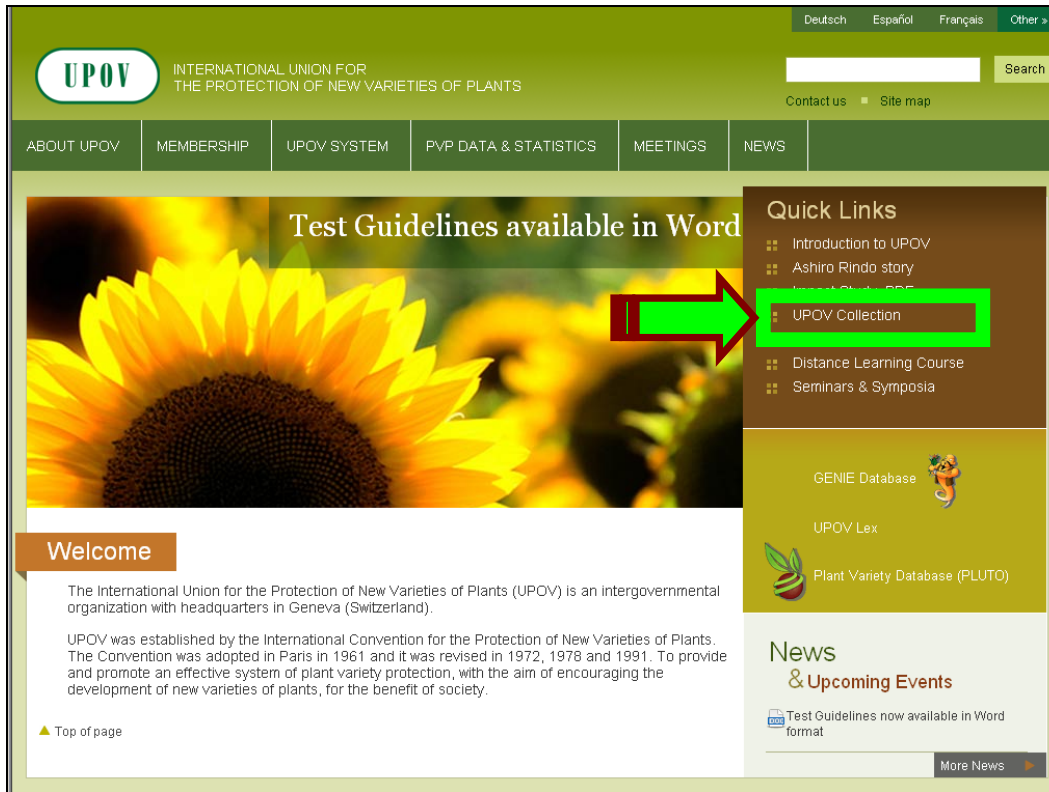 Deutsch Español Français Other »
UPOV
INTERNATIONAL UNION FOR
THE PROTECTION OF NEW VARIETIES OF PLANTS
Search
Contact us Site map
ABOUT UPOV MEMBERSHIP UPOV SYSTEM PVP DATA & STATISTICS MEETINGS NEWS
Test Guidelines available in Word
Quick Links
Introduction to UPOV
Ashiro Rindo story
UPOV Collection
Distance Learning Course
Seminars & Symposia
GENIE Database
UPOV Lex
Plant Variety Database (PLUTO)
Welcome
The International Union for the Protection of New Varieties of Plants (UPOV) is an intergovernmental
organization with headquarters in Geneva (Switzerland).
UPOV was established by the International Convention for the Protection of New Varieties of Plants.
The Convention was adopted in Paris in 1961 and it was revised in 1972, 1978 and 1991. To provide
and promote an effective system of plant variety protection, with the aim of encouraging the
development of new varieties of plants, for the benefit of society.
Top of page
News
& Upcoming Events
DOC
Test Guidelines now available in Word
format
More News